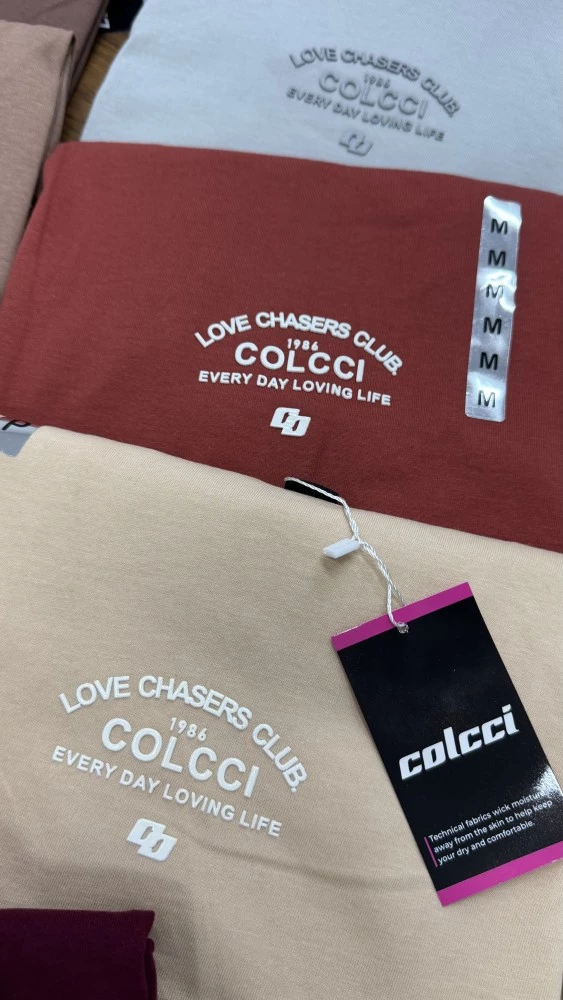 LOVE CHASERS CLUB.
1986
COLCCI
EVERY DAY LOVING LIFE
M
M
M
M
M
M
LOVE CHASERS CLUB.
1986
COLCCI
EVERY DAY LOVING LIFE
P
LOVE CHASERS CLUB.
1986
COLCCI
EVERY DAY LOVING LIFE
colcci
Technical fabrics wick moisture
away from the skin to help keep
your dry and comfortable.